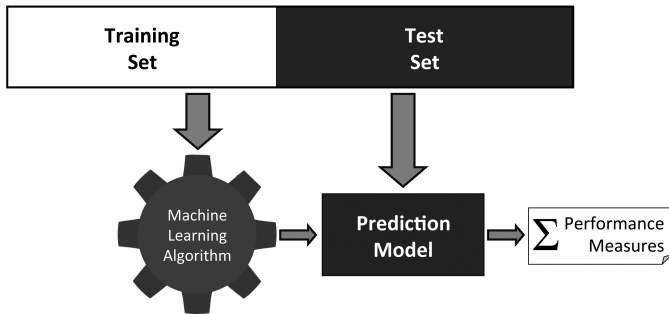 Training
Set
Test
Set
Machine
Learning
Algorithm
Prediction
Model
∑ Performance
Measures